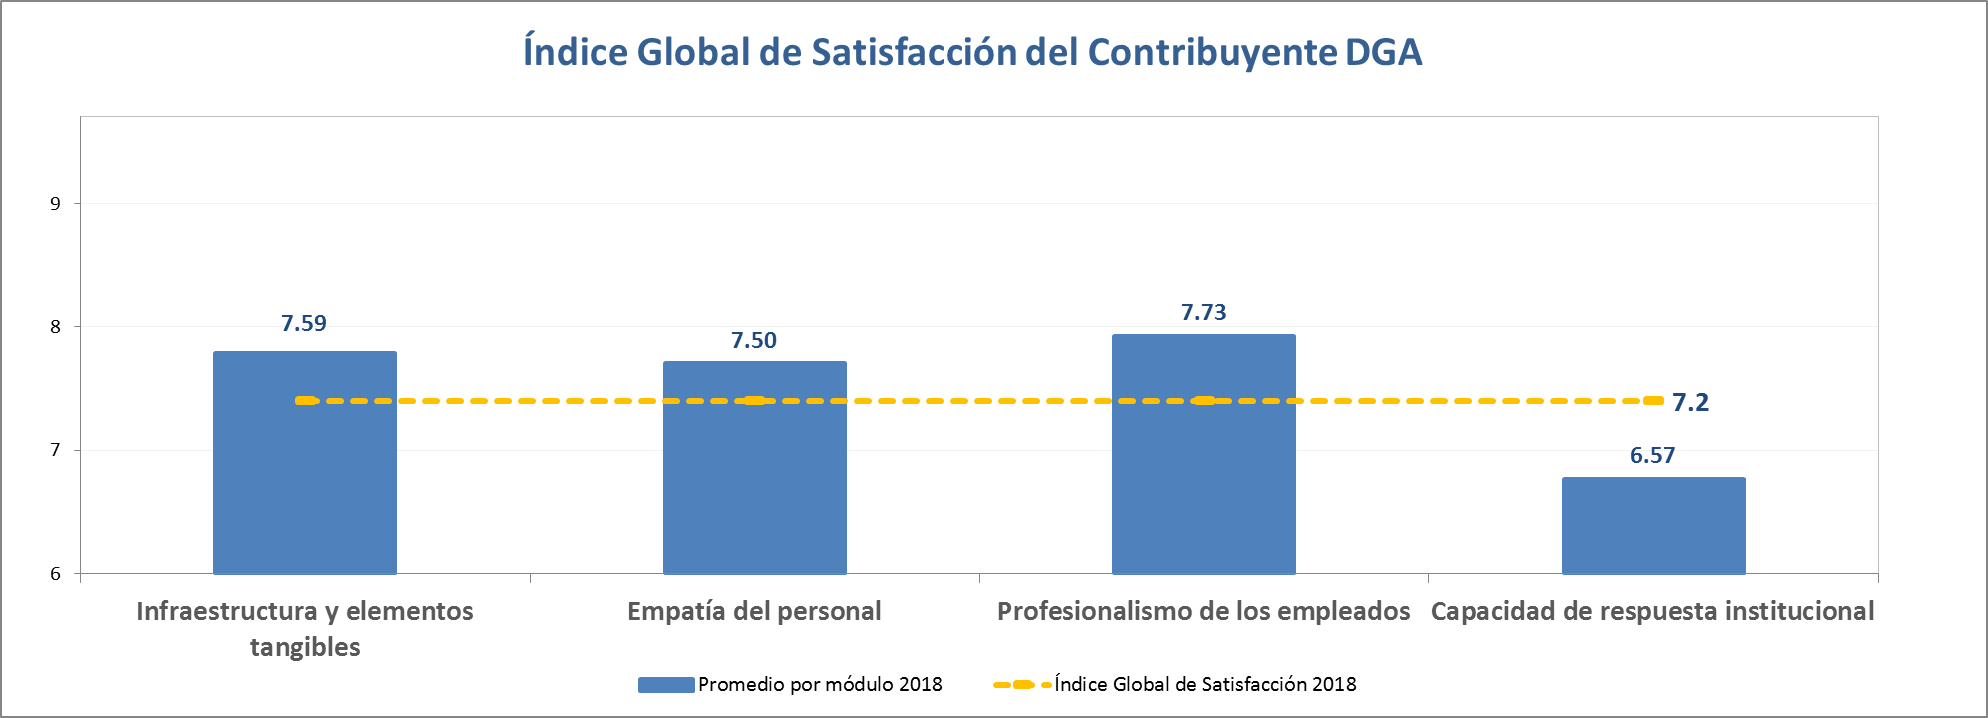 Índice Global de Satisfacción del Contribuyente DGA
9
8
7
6
7.59
7.50
7.73
6.57
7.2
Infraestructura y elementos
tangibles
Empatía del personal
Profesionalismo de los empleados
Capacidad de respuesta institucional
Promedio por módulo 2018
Índice Global de Satisfacción 2018